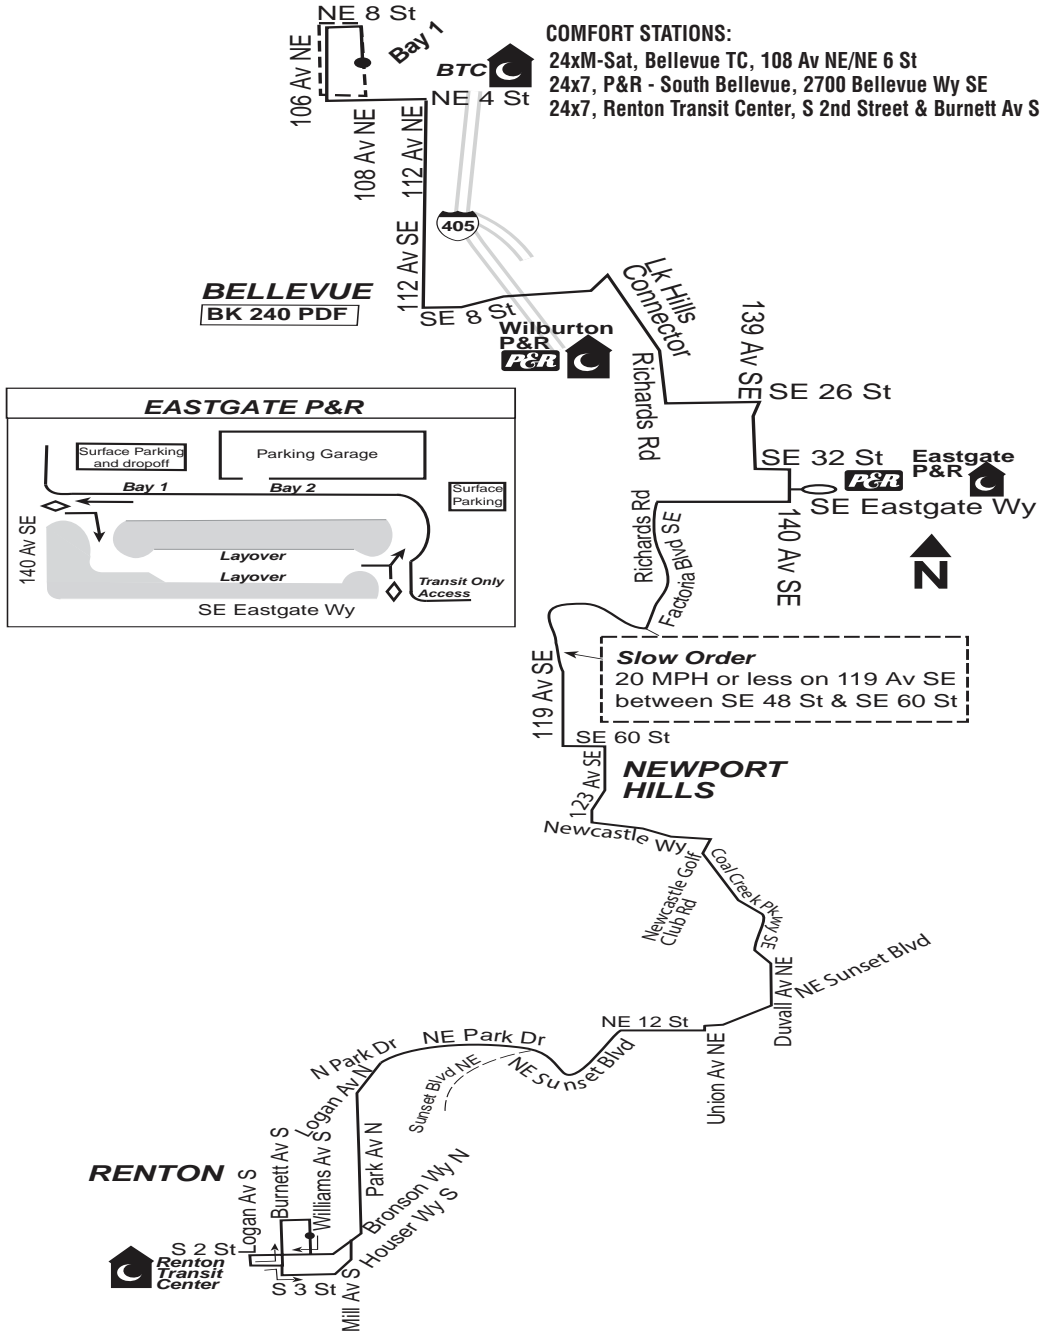 NE 8 St
COMFORT STATIONS:
24xM-Sat, Bellevue TC, 108 Av NE/NE 6 St
24x7, P&R - South Bellevue, 2700 Bellevue Wy SE
24x7, Renton Transit Center, S 2nd Street & Burnett Av S
106 Av NE
Bay 1
BTC
NE 4 St
108 Av NE
112 Av NE
405
112 Av SE
BELLEVUE
BK 240 PDF
SE 8 St
Lk Hills
Connector
Wilburton
P&R
P&R
Richards Rd
139 Av SE
SE 26 St
SE 32 St
Eastgate
P&R
P&R
SE Eastgate Wy
140 Av SE
N
Richards Rd
Factoria Blvd SE
EASTGATE P&R
Surface Parking
and dropoff
Parking Garage
Bay 1
Bay 2
Surface
Parking
140 Av SE
Layover
Layover
Transit Only
Access
SE Eastgate Wy
119 Av SE
Slow Order
20 MPH or less on 119 Av SE
between SE 48 St & SE 60 St
SE 60 St
NEWPORT
HILLS
123 Av SE
Newcastle Wy
Newcastle Golf
Club Rd
Coal Creek Pkwy SE
NE Sunset Blvd
Duvall Av NE
NE 12 St
Union Av NE
NE Sunset Blvd
NE Park Dr
Sunset Blvd NE
N Park Dr
Logan Av N
Park Av N
RENTON
Logan Av S
Burnett Av S
Williams Av S
Bronson Wy N
Houser Wy S
S 2 St
Renton
Transit
Center
S 3 St
Mill Av S